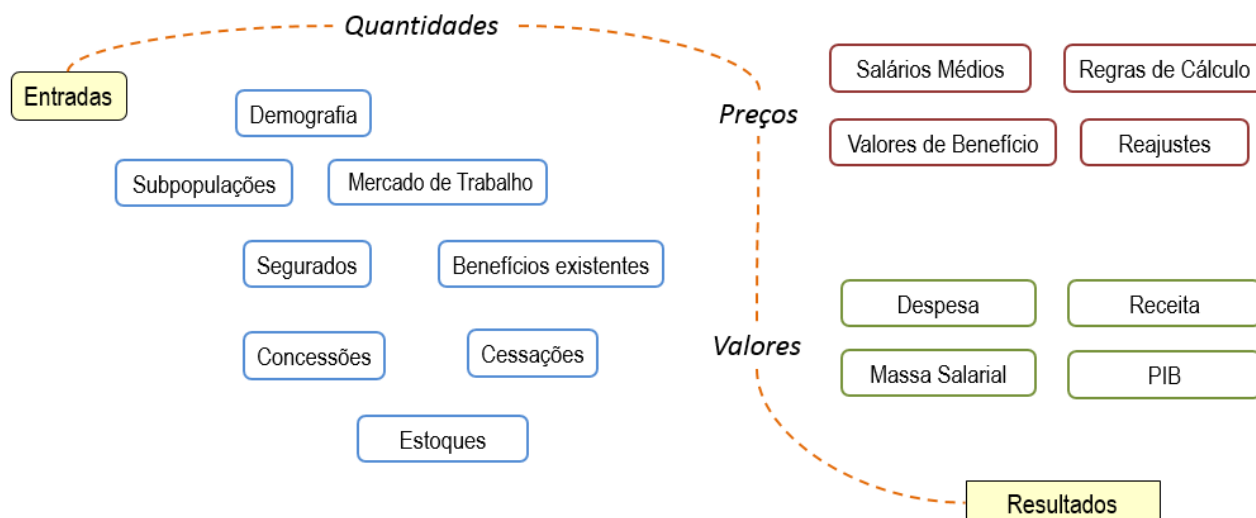 Quantidades
Entradas
Demografia
Subpopulações
Mercado de Trabalho
Segurados
Benefícios existentes
Concessões
Cessações
Estoques
Preços
Salários Médios
Regras de Cálculo
Valores de Benefício
Reajustes
Valores
Despesa
Receita
Massa Salarial
PIB
Resultados